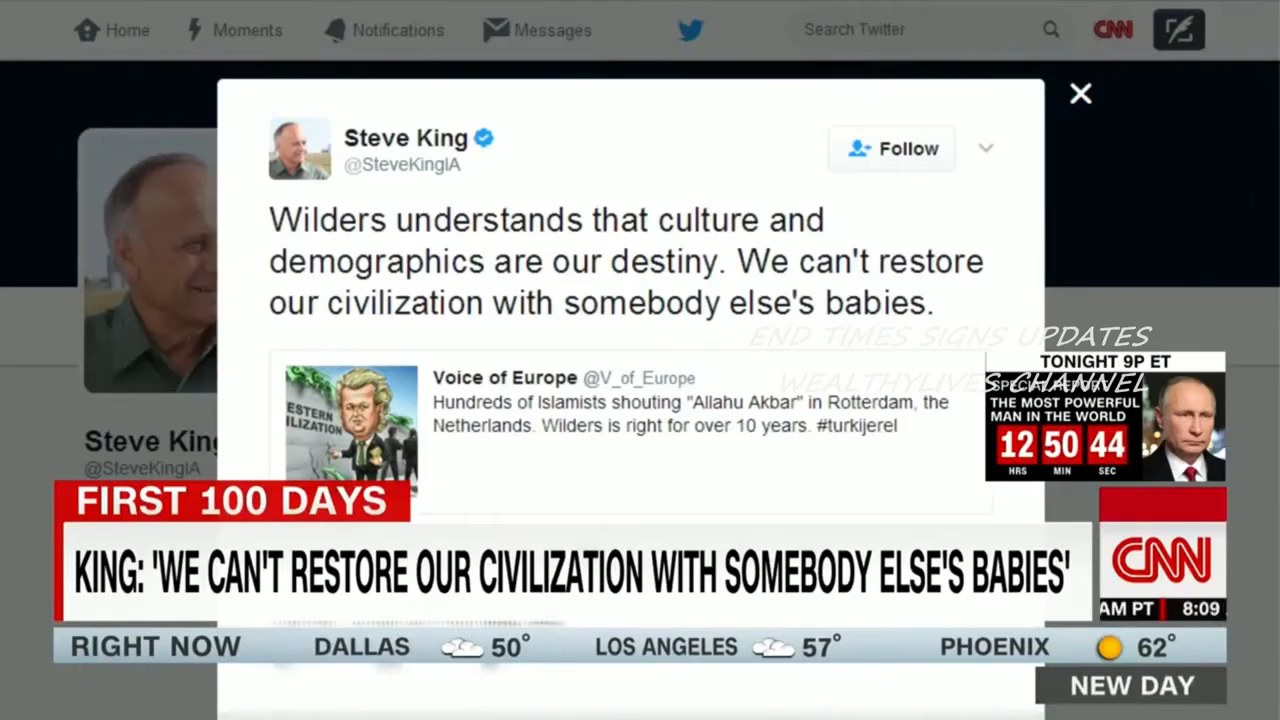 Home
Moments
Notifications
Messages
Search Twitter
CNN
Steve King
@SteveKingIA
Follow
Wilders understands that culture and
demographics are our destiny. We can't restore
our civilization with somebody else's babies.
END TIMES SIGNS UPDATES
WEALTHYLIVES CHANNEL
Voice of Europe @V_of_Europe
Hundreds of Islamists shouting "Allahu Akbar" in Rotterdam, the
Netherlands. Wilders is right for over 10 years. #turkijerel
ESTERN
ILIZATION
Steve King
@SteveKingIA
TONIGHT 9P ET
SPECIAL REPORT
THE MOST POWERFUL
MAN IN THE WORLD
12 50 44
HRS MIN SEC
FIRST 100 DAYS
KING: 'WE CAN'T RESTORE OUR CIVILIZATION WITH SOMEBODY ELSE'S BABIES'
CNN
AM PT 8:09
RIGHT NOW DALLAS 50° LOS ANGELES 57° PHOENIX 62°
NEW DAY